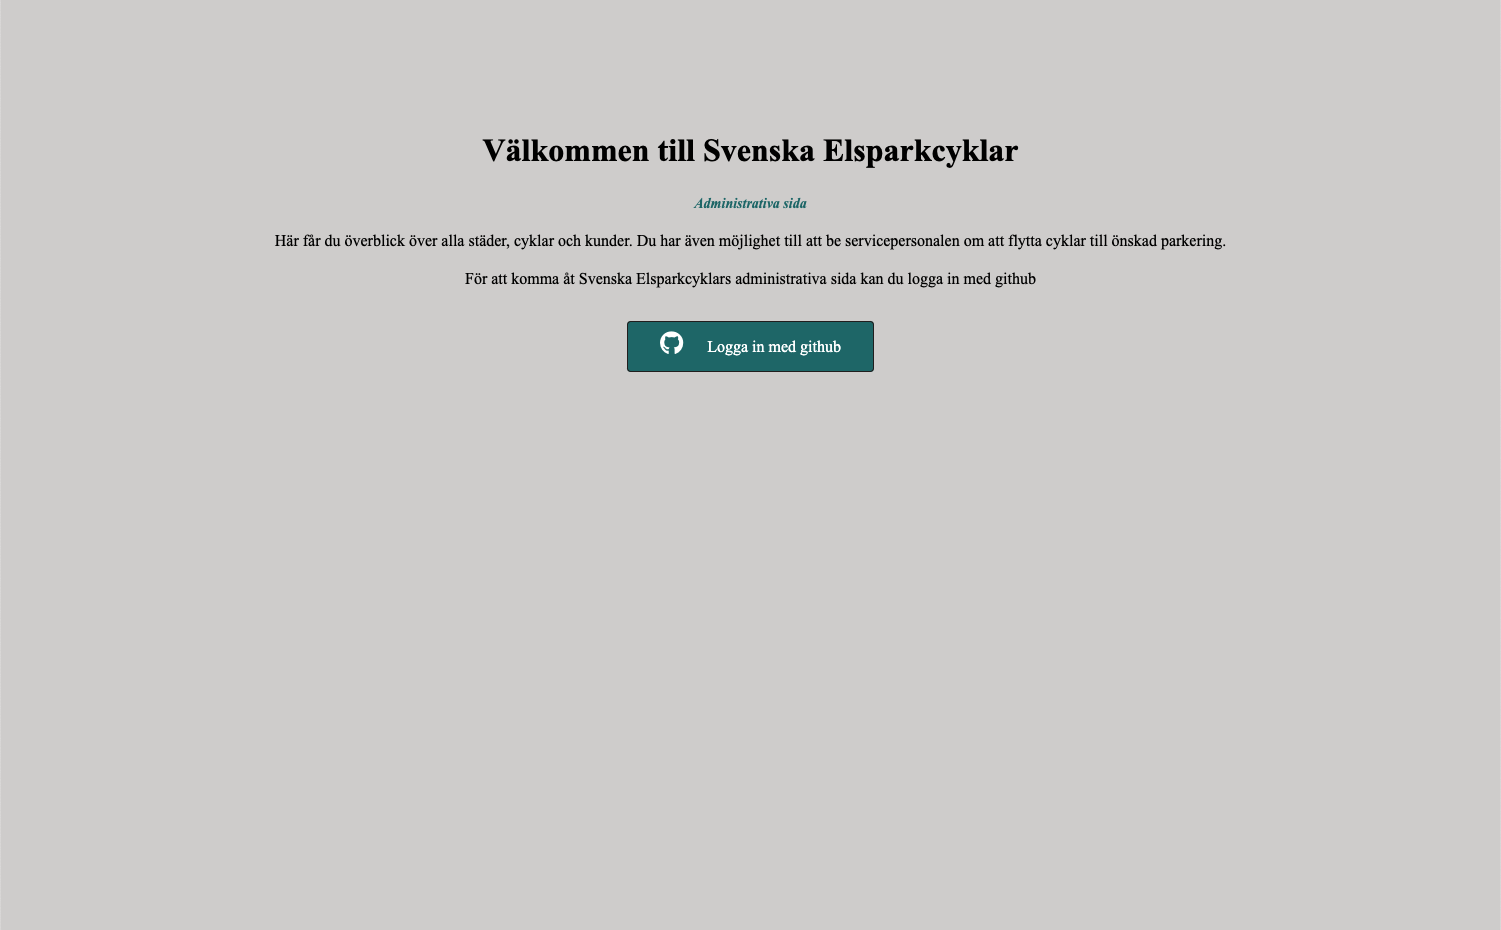 Välkommen till Svenska Elsparkcyklar
Administrativa sida
Här får du överblick över alla städer, cyklar och kunder. Du har även möjlighet till att be servicepersonalen om att flytta cyklar till önskad parkering.
För att komma åt Svenska Elsparkcyklars administrativa sida kan du logga in med github
Logga in med github